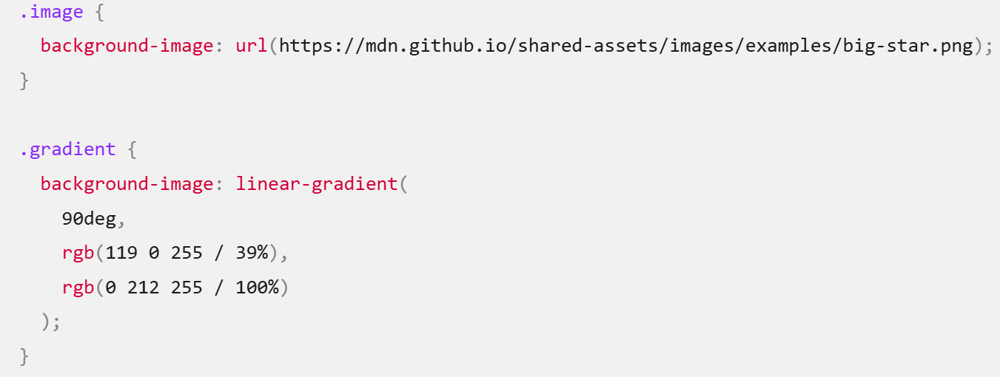 .image {
  background-image: url(https://mdn.github.io/shared-assets/images/examples/big-star.png);
}

.gradient {
  background-image: linear-gradient(
    90deg,
    rgb(119 0 255 / 39%),
    rgb(0 212 255 / 100%)
  );
}